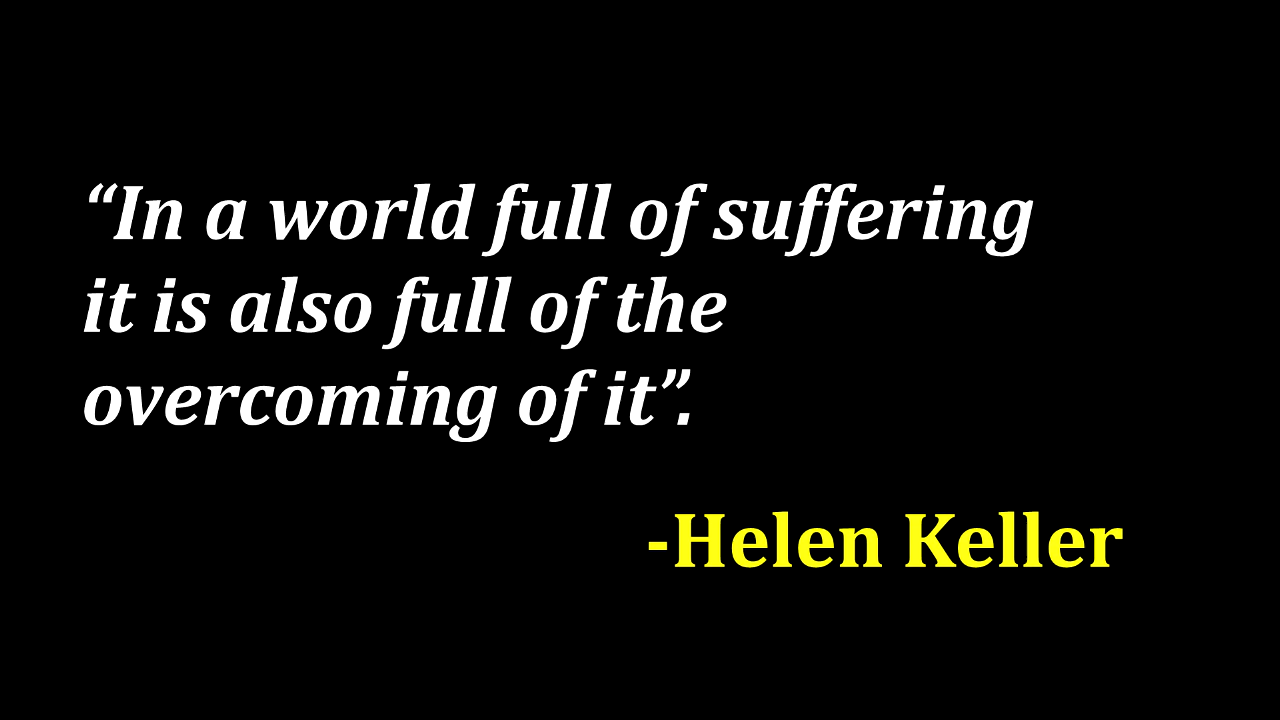 “In a world full of suffering
it is also full of the
overcoming of it”.
-Helen Keller